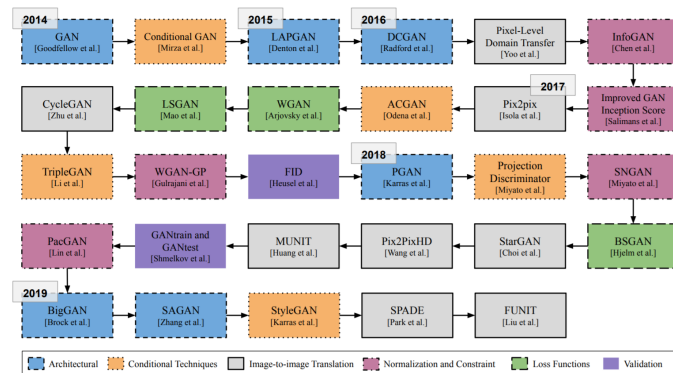 2014
GAN
[Goodfellow et al.]
Conditional GAN
[Mirza et al.]
2015
LAPGAN
[Denton et al.]
2016
DCGAN
[Radford et al.]
Pixel-Level
Domain Transfer
[Yoo et al.]
InfoGAN
[Chen et al.]
CycleGAN
[Zhu et al.]
LSGAN
[Mao et al.]
WGAN
[Arjovsky et al.]
ACGAN
[Odena et al.]
Pix2pix
[Isola et al.]
2017
Improved GAN
Inception Score
[Salimans et al.]
TripleGAN
[Li et al.]
WGAN-GP
[Gulrajani et al.]
FID
[Heusel et al.]
2018
PGAN
[Karras et al.]
Projection
Discriminator
[Miyato et al.]
SNGAN
[Miyato et al.]
PacGAN
[Lin et al.]
GANtrain and
GANtest
[Shmelkov et al.]
MUNIT
[Huang et al.]
Pix2PixHD
[Wang et al.]
StarGAN
[Choi et al.]
BSGAN
[Hjelm et al.]
2019
BigGAN
[Brock et al.]
SAGAN
[Zhang et al.]
StyleGAN
[Karras et al.]
SPADE
[Park et al.]
FUNIT
[Liu et al.]
Architectural
Conditional Techniques
Image-to-image Translation
Normalization and Constraint
Loss Functions
Validation